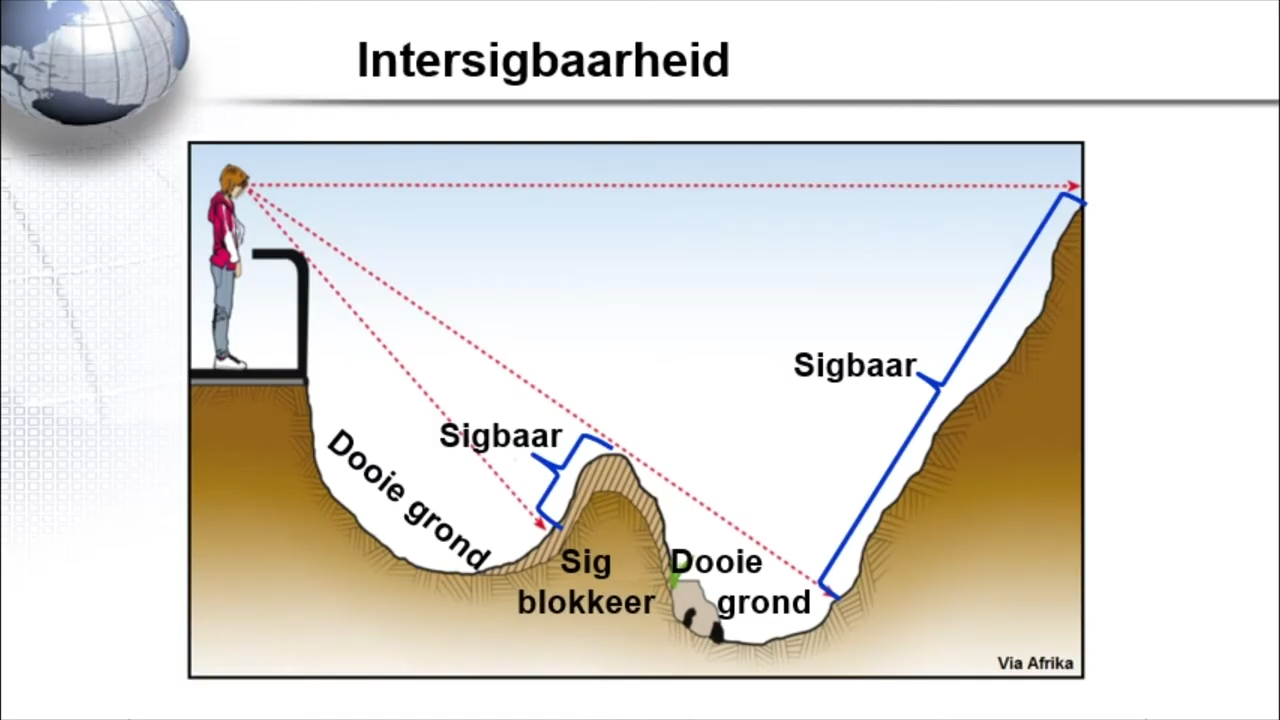 Intersigbaarheid
Sigbaar
Sigbaar
Dooie grond
Sig
blokkeer
Dooie
grond
Via Afrika